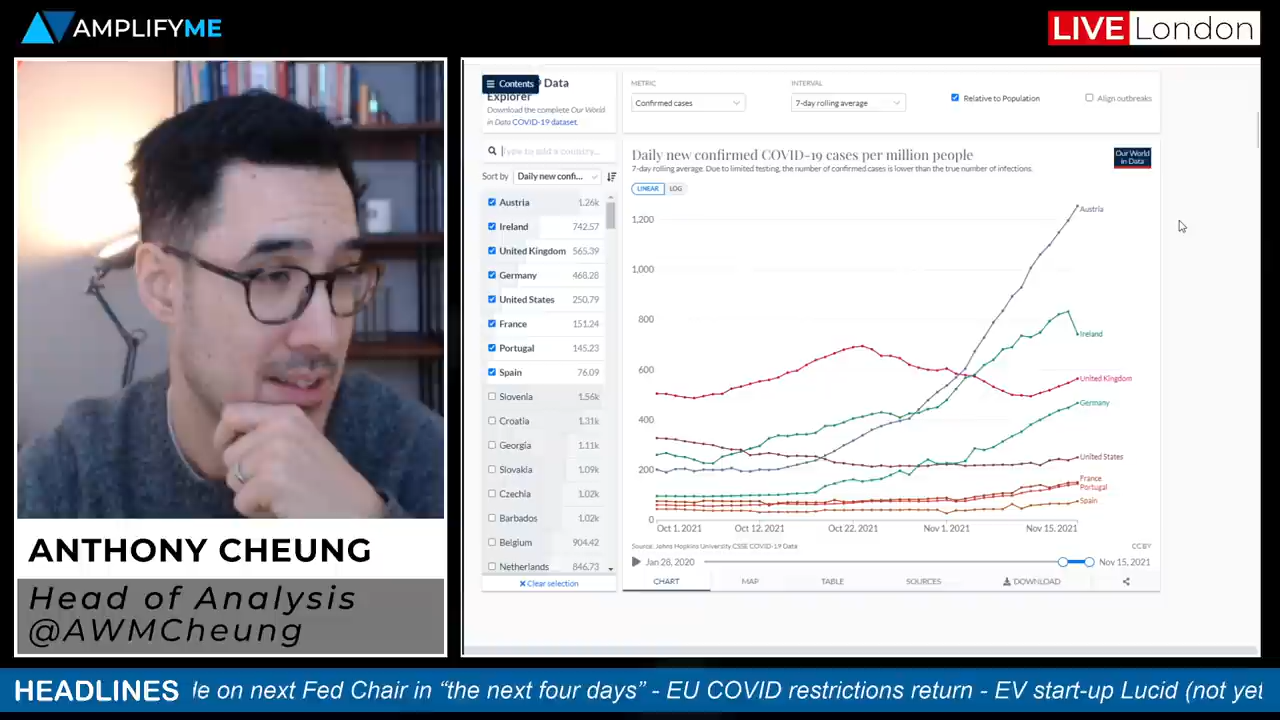 AMPLIFYME
LIVE London
Contents
Data
Explorer
Download the complete Our World
in Data COVID-19 dataset.
Type to add a country...
Sort by Daily new confi...
Austria 1.26k
Ireland 742.57
United Kingdom 565.39
Germany 468.28
United States 250.79
France 151.24
Portugal 145.23
Spain 76.09
Slovenia 1.56k
Croatia 1.31k
Georgia 1.11k
Slovakia 1.09k
Czechia 1.02k
Barbados 1.02k
Belgium 904.42
Netherlands 846.73
Clear selection
METRIC
Confirmed cases
INTERVAL
7-day rolling average
Relative to Population
Align outbreaks
Daily new confirmed COVID-19 cases per million people
7-day rolling average. Due to limited testing, the number of confirmed cases is lower than the true number of infections.
Our World
in Data
LINEAR LOG
1,200
1,000
800
600
400
200
0
Austria
Ireland
United Kingdom
Germany
United States
France
Portugal
Spain
Oct 1, 2021 Oct 12, 2021 Oct 22, 2021 Nov 1, 2021 Nov 15, 2021
Source: Johns Hopkins University CSSE COVID-19 Data
CC BY
Jan 28, 2020 Nov 15, 2021
CHART MAP TABLE SOURCES DOWNLOAD
ANTHONY CHEUNG
Head of Analysis
@AWMCheung
HEADLINES le on next Fed Chair in “the next four days” - EU COVID restrictions return - EV start-up Lucid (not yet